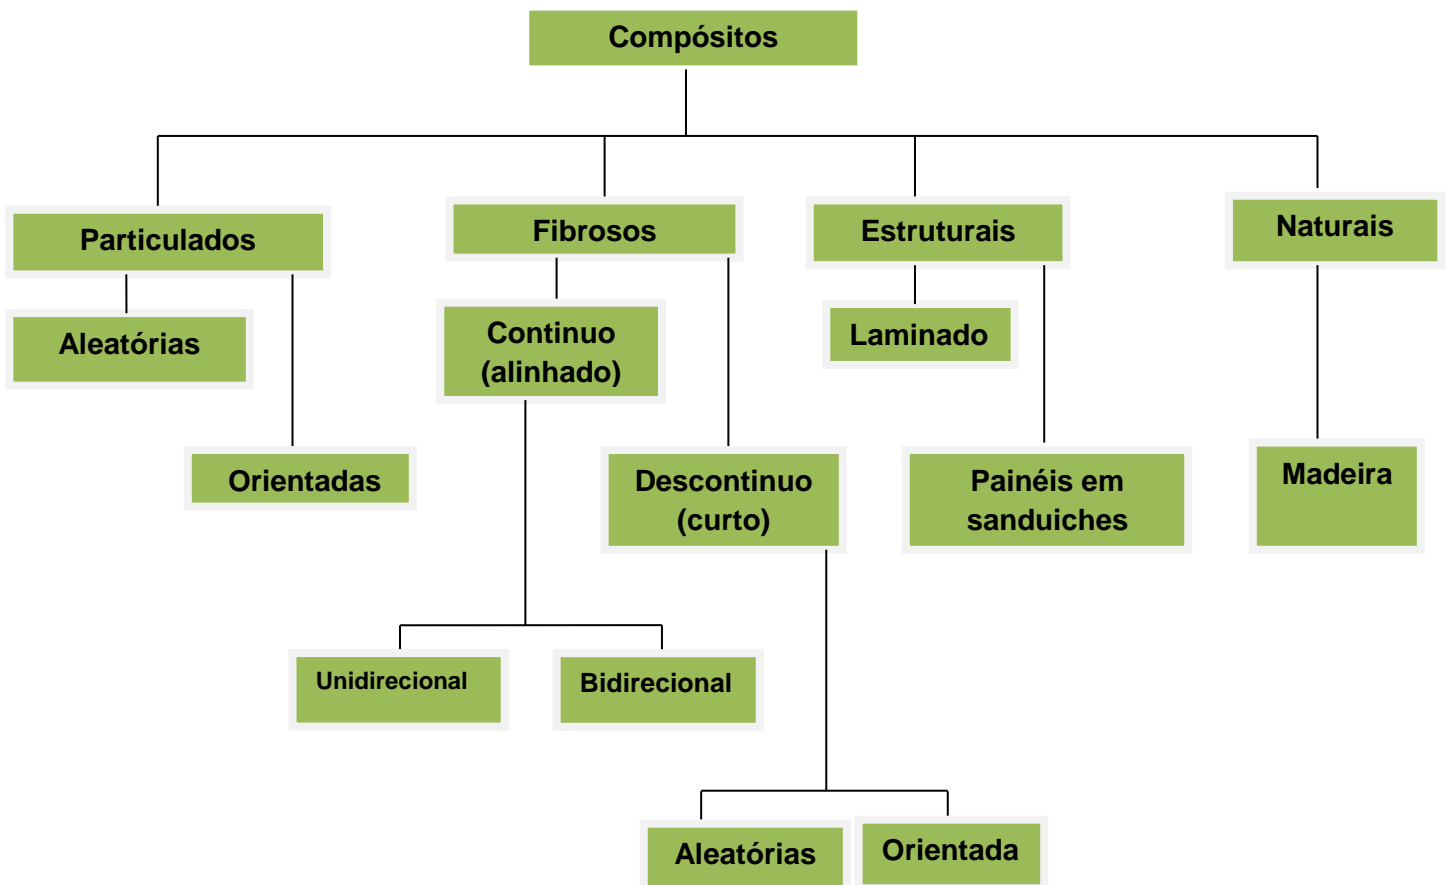 Compósitos
Particulados
Fibrosos
Estruturais
Naturais
Aleatórias
Continuo
(alinhado)
Laminado
Orientadas
Descontinuo
(curto)
Painéis em
sanduiches
Madeira
Unidirecional
Bidirecional
Aleatórias
Orientada